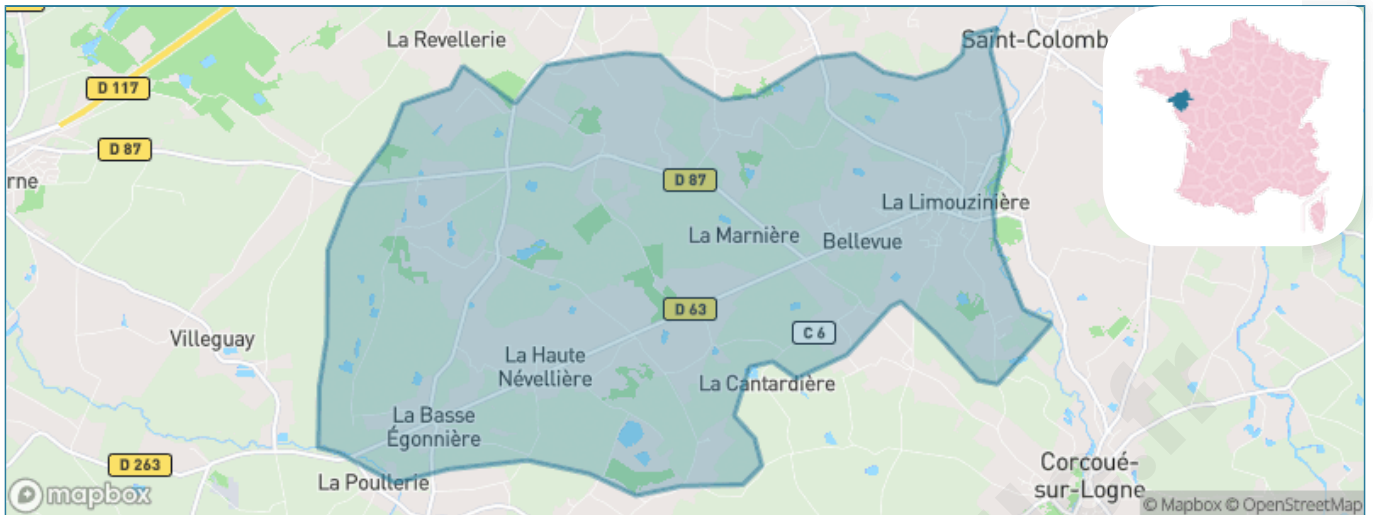 La Revellerie
Saint-Colomb
D 117
D 87
rne
D 87
La Limouzinière
La Marnière
Bellevue
D 63
C 6
Villeguay
La Haute
Névellière
La Cantardière
La Basse
Égonnière
D 263
La Poullerie
Corcoué-
sur-Logne
mapbox
© Mapbox © OpenStreetMap